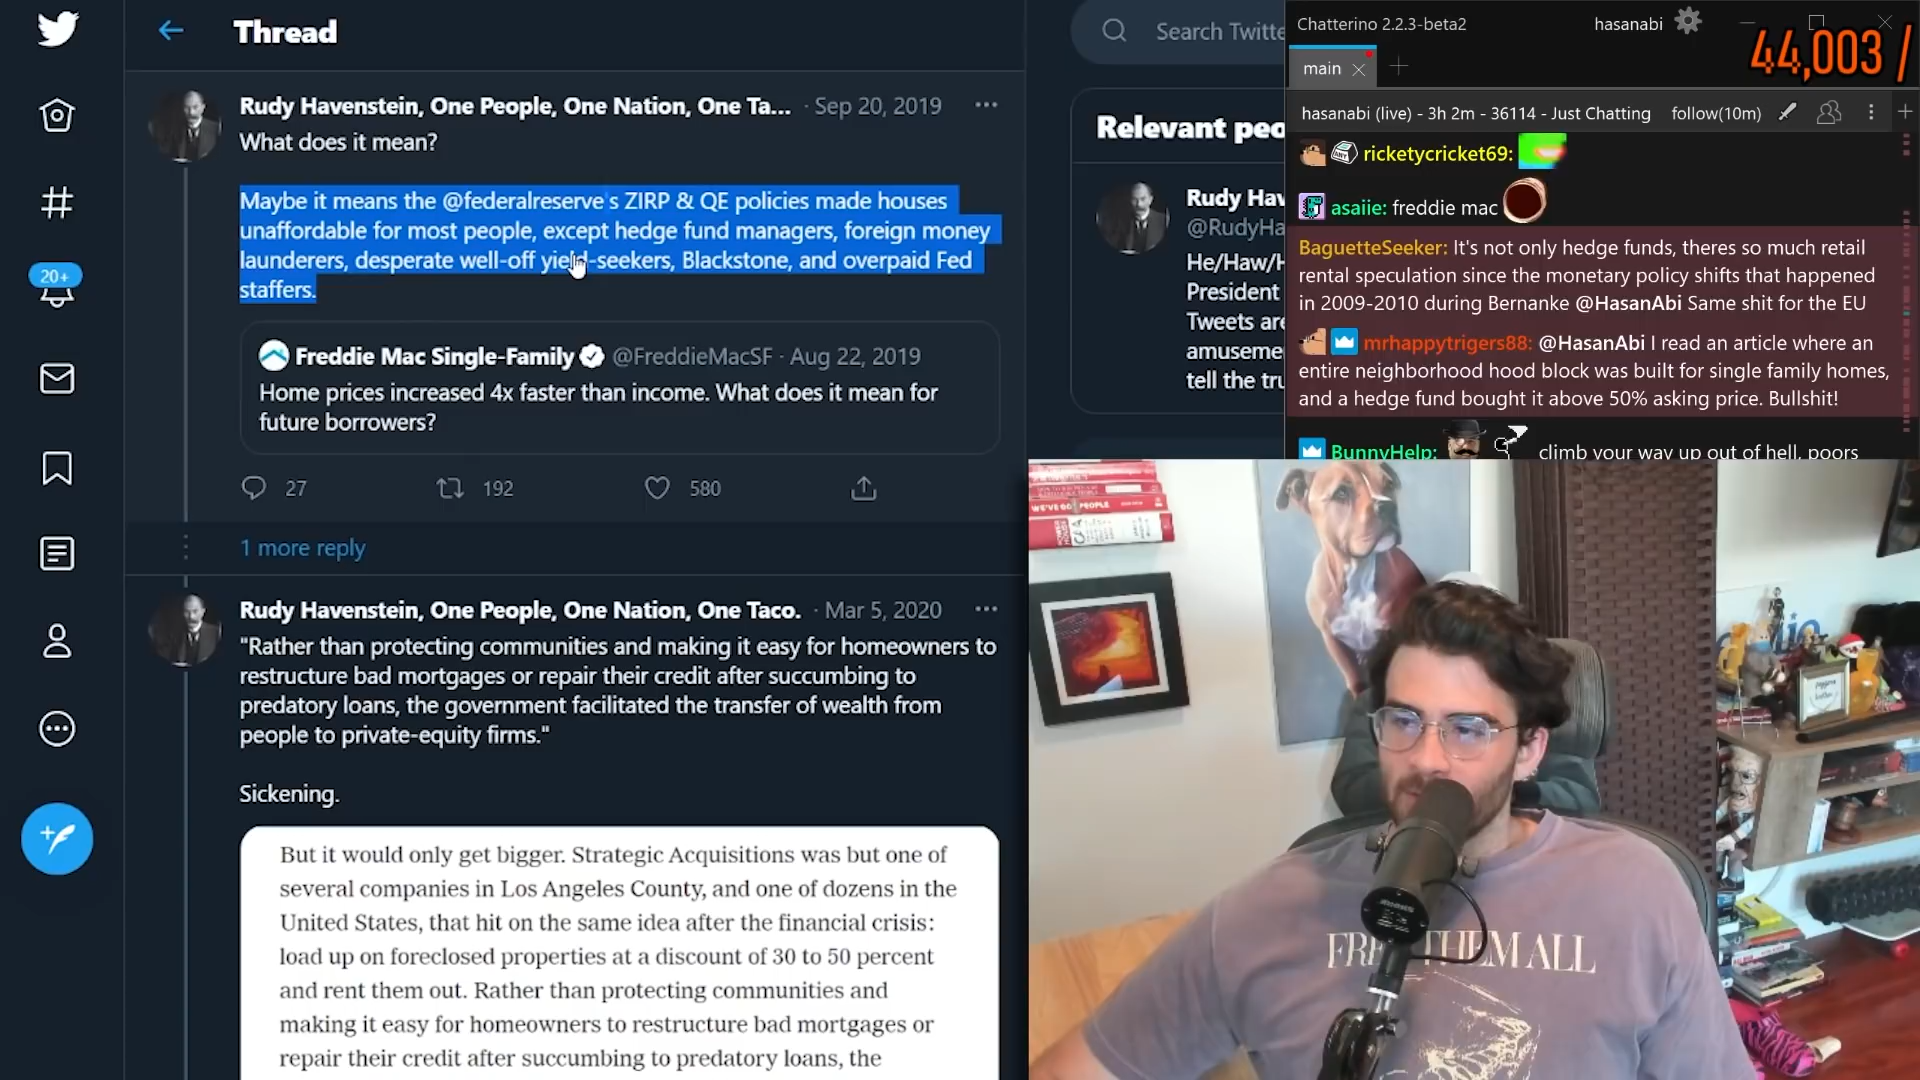 Thread
Rudy Havenstein, One People, One Nation, One Ta... · Sep 20, 2019
What does it mean?
Maybe it means the @federalreserve's ZIRP & QE policies made houses
unaffordable for most people, except hedge fund managers, foreign money
launderers, desperate well-off yield-seekers, Blackstone, and overpaid Fed
staffers.
Freddie Mac Single-Family @FreddieMacSF · Aug 22, 2019
Home prices increased 4x faster than income. What does it mean for
future borrowers?
27 192 580
1 more reply
Rudy Havenstein, One People, One Nation, One Taco. · Mar 5, 2020
"Rather than protecting communities and making it easy for homeowners to
restructure bad mortgages or repair their credit after succumbing to
predatory loans, the government facilitated the transfer of wealth from
people to private-equity firms."
Sickening.
But it would only get bigger. Strategic Acquisitions was but one of
several companies in Los Angeles County, and one of dozens in the
United States, that hit on the same idea after the financial crisis:
load up on foreclosed properties at a discount of 30 to 50 percent
and rent them out. Rather than protecting communities and
making it easy for homeowners to restructure bad mortgages or
repair their credit after succumbing to predatory loans, the
20+
Search Twitte
Relevant peo
Rudy Hav
@RudyHa
He/Haw/H
President
Tweets are
amuseme
tell the tru
Chatterino 2.2.3-beta2 hasanabi
44,003 /
main
hasanabi (live) - 3h 2m - 36114 - Just Chatting follow(10m)
ricketycricket69:
asaiie: freddie mac
BaguetteSeeker: It's not only hedge funds, theres so much retail
rental speculation since the monetary policy shifts that happened
in 2009-2010 during Bernanke @HasanAbi Same shit for the EU
mrhappytrigers88: @HasanAbi I read an article where an
entire neighborhood hood block was built for single family homes,
and a hedge fund bought it above 50% asking price. Bullshit!
BunnyHelp: climb your way up out of hell, poors
WE'VE GOT PEOPLE
FREE THEM ALL